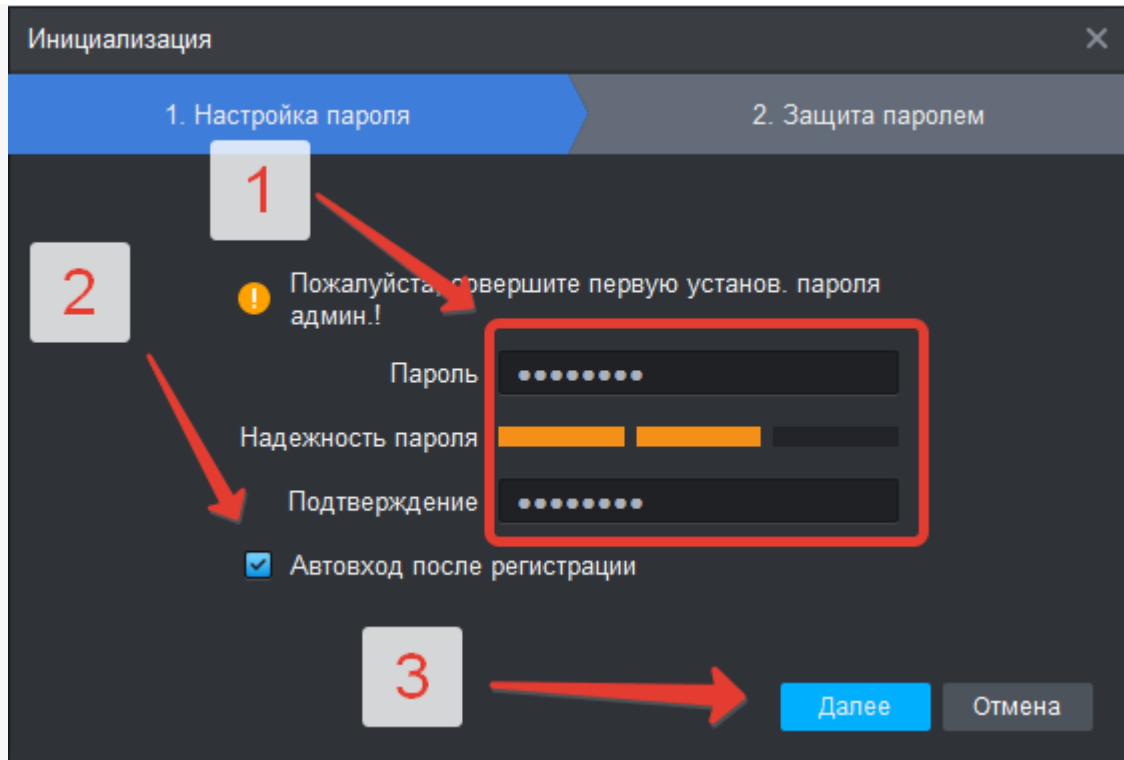 Инициализация
1. Настройка пароля
2. Защита паролем
1
2
Пожалуйста, совершите первую установ. пароля
админ.!
Пароль
Надежность пароля
Подтверждение
Автовход после регистрации
3
Далее
Отмена